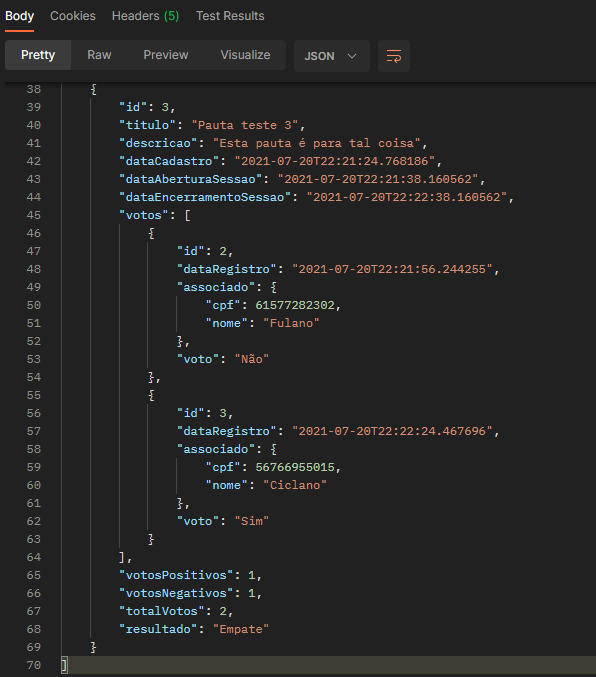 Body Cookies Headers (5) Test Results
Pretty Raw Preview Visualize JSON
38 {
39 "id": 3,
40 "titulo": "Pauta teste 3",
41 "descricao": "Esta pauta é para tal coisa",
42 "dataCadastro": "2021-07-20T22:21:24.768186",
43 "dataAberturaSessao": "2021-07-20T22:21:38.160562",
44 "dataEncerramentoSessao": "2021-07-20T22:22:38.160562",
45 "votos": [
46 {
47 "id": 2,
48 "dataRegistro": "2021-07-20T22:21:56.244255",
49 "associado": {
50 "cpf": 61577282302,
51 "nome": "Fulano"
52 },
53 "voto": "Não"
54 },
55 {
56 "id": 3,
57 "dataRegistro": "2021-07-20T22:22:24.467696",
58 "associado": {
59 "cpf": 56766955015,
60 "nome": "Ciclano"
61 },
62 "voto": "Sim"
63 }
64 ],
65 "votosPositivos": 1,
66 "votosNegativos": 1,
67 "totalVotos": 2,
68 "resultado": "Empate"
69 }
70 ]